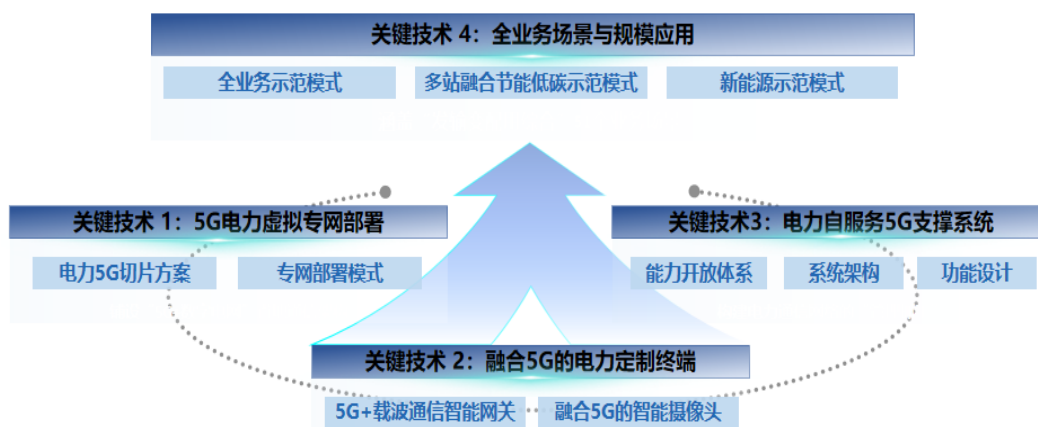 关键技术 4：全业务场景与规模应用
全业务示范模式
多站融合节能低碳示范模式
新能源示范模式
关键技术 1：5G电力虚拟专网部署
电力5G切片方案
专网部署模式
关键技术3：电力自服务5G支撑系统
能力开放体系
系统架构
功能设计
关键技术 2：融合5G的电力定制终端
5G+载波通信智能网关
融合5G的智能摄像头